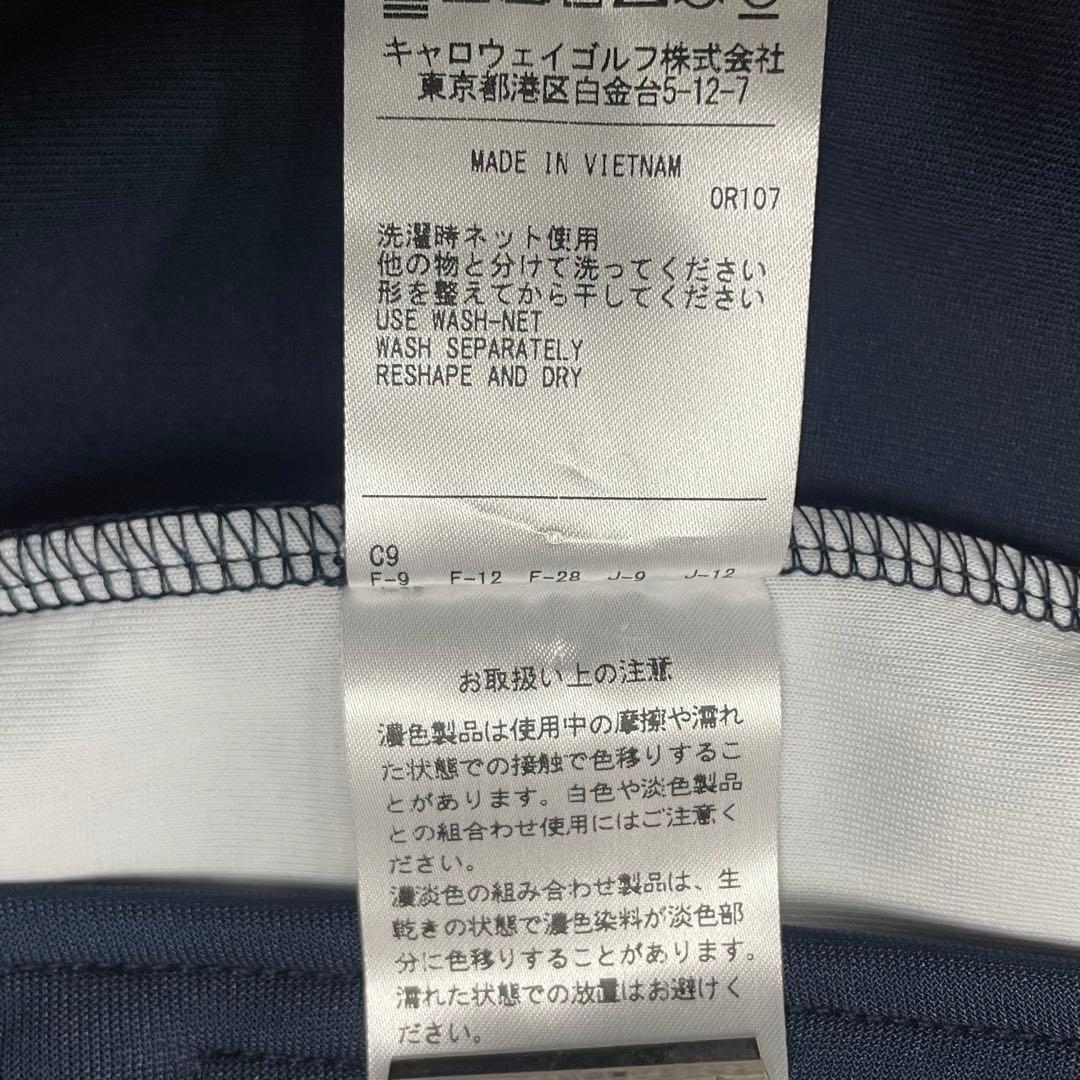 キャロウェイゴルフ株式会社
東京都港区白金台5-12-7
MADE IN VIETNAM
0R107
洗濯時ネット使用
他の物と分けて洗ってください
形を整えてから干してください
USE WASH-NET
WASH SEPARATELY
RESHAPE AND DRY
C9
F-9 F-12 F-28 J-9 J-12
お取扱い上の注意
濃色製品は使用中の摩擦や濡れ
た状態での接触で色移りするこ
とがあります。白色や淡色製品
との組合わせ使用にはご注意く
ださい。
濃淡色の組み合わせ製品は、生
乾きの状態で濃色染料が淡色部
分に色移りすることがあります。
濡れた状態での放置はお避けく
ださい。